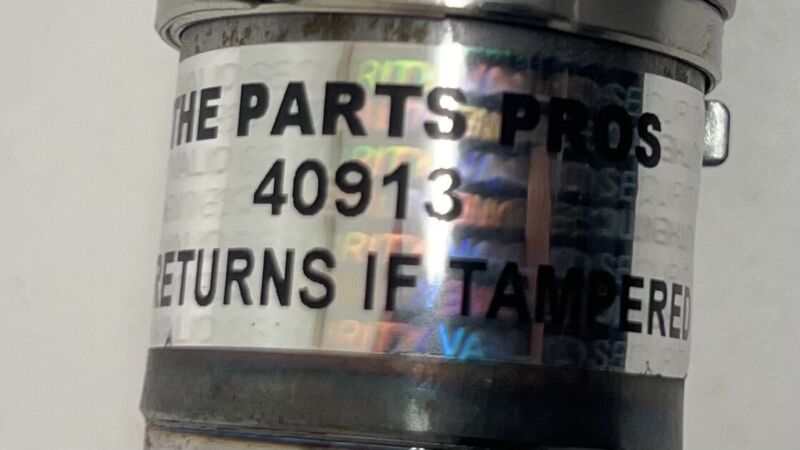 THE PARTS PROS
40913
RETURNS IF TAMPERED